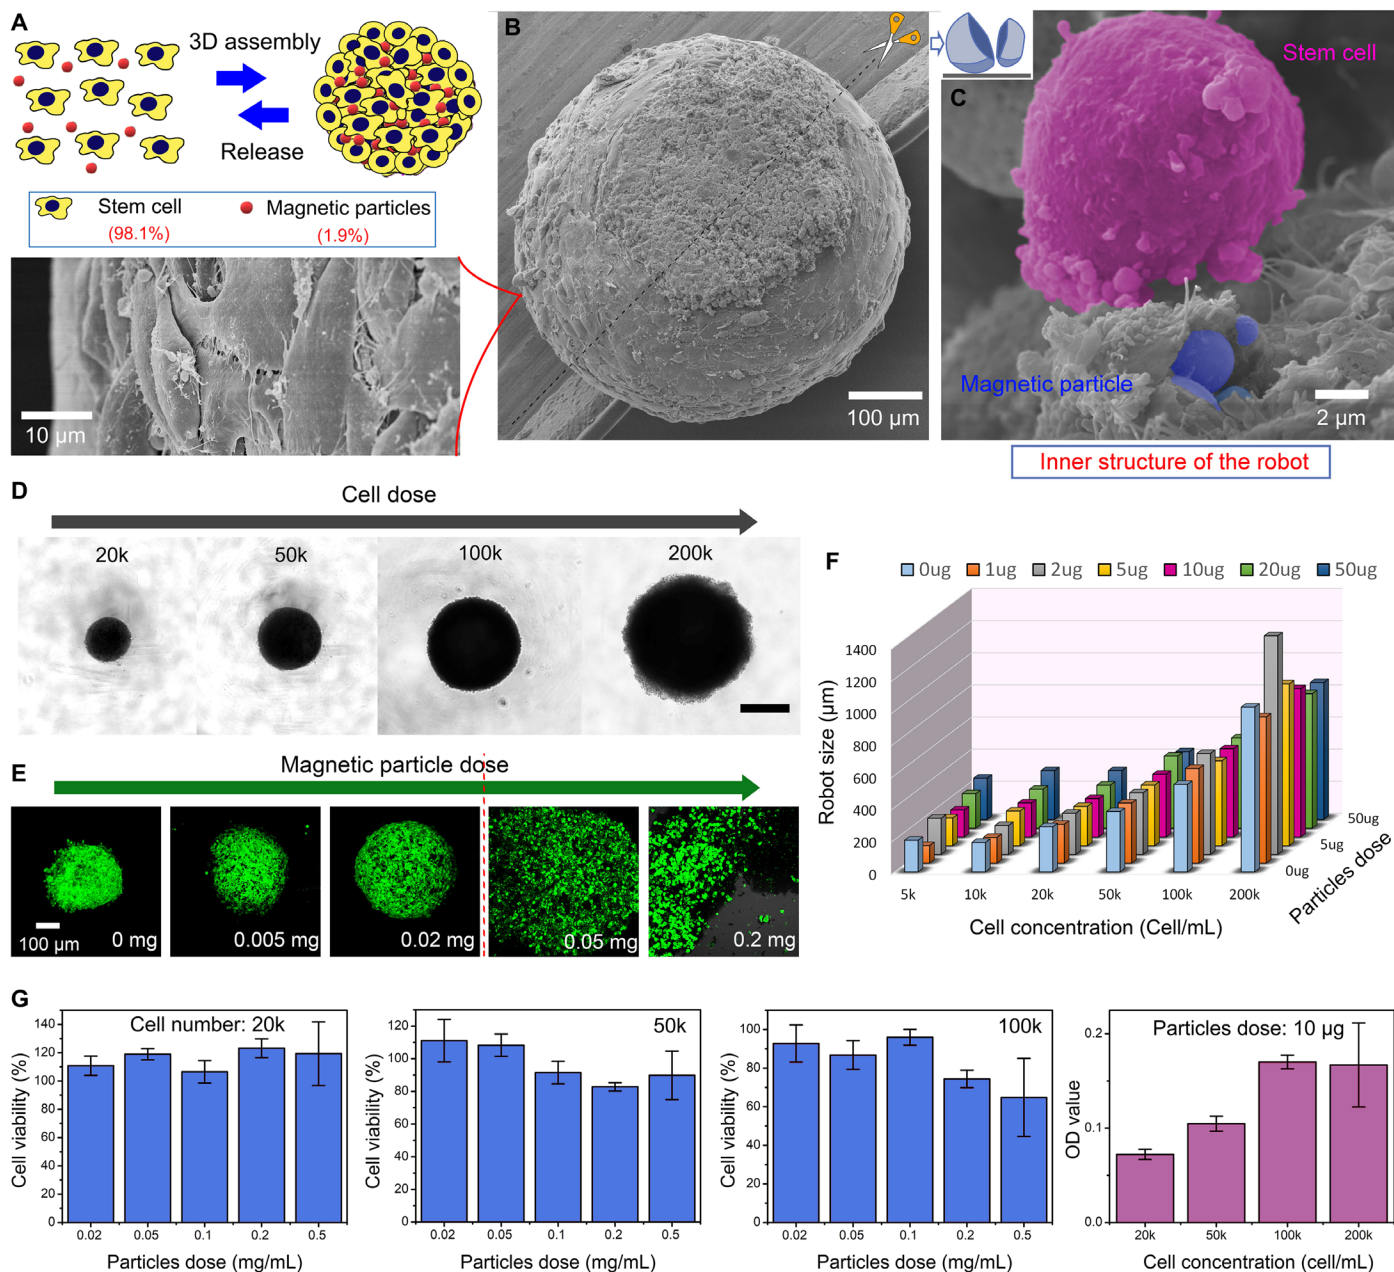 A
3D assembly
Release
Stem cell
(98.1%)
Magnetic particles
(1.9%)
10 µm
B
100 µm
C
Stem cell
Magnetic particle
2 µm
Inner structure of the robot
D
Cell dose
20k
50k
100k
200k
E
Magnetic particle dose
100 µm
0 mg
0.005 mg
0.02 mg
0.05 mg
0.2 mg
F
0ug
1ug
2ug
5ug
10ug
20ug
50ug
Robot size (µm)
1400
1200
1000
800
600
400
200
0
5k
10k
20k
50k
100k
200k
Cell concentration (Cell/mL)
0ug
5ug
50ug
Particles dose
G
Cell number: 20k
Cell viability (%)
140
120
100
80
60
40
20
0
0.02
0.05
0.1
0.2
0.5
Particles dose (mg/mL)
50k
Cell viability (%)
120
100
80
60
40
20
0
0.02
0.05
0.1
0.2
0.5
Particles dose (mg/mL)
100k
Cell viability (%)
100
80
60
40
20
0
0.02
0.05
0.1
0.2
0.5
Particles dose (mg/mL)
Particles dose: 10 µg
OD value
0.2
0.1
0.0
20k
50k
100k
200k
Cell concentration (cell/mL)